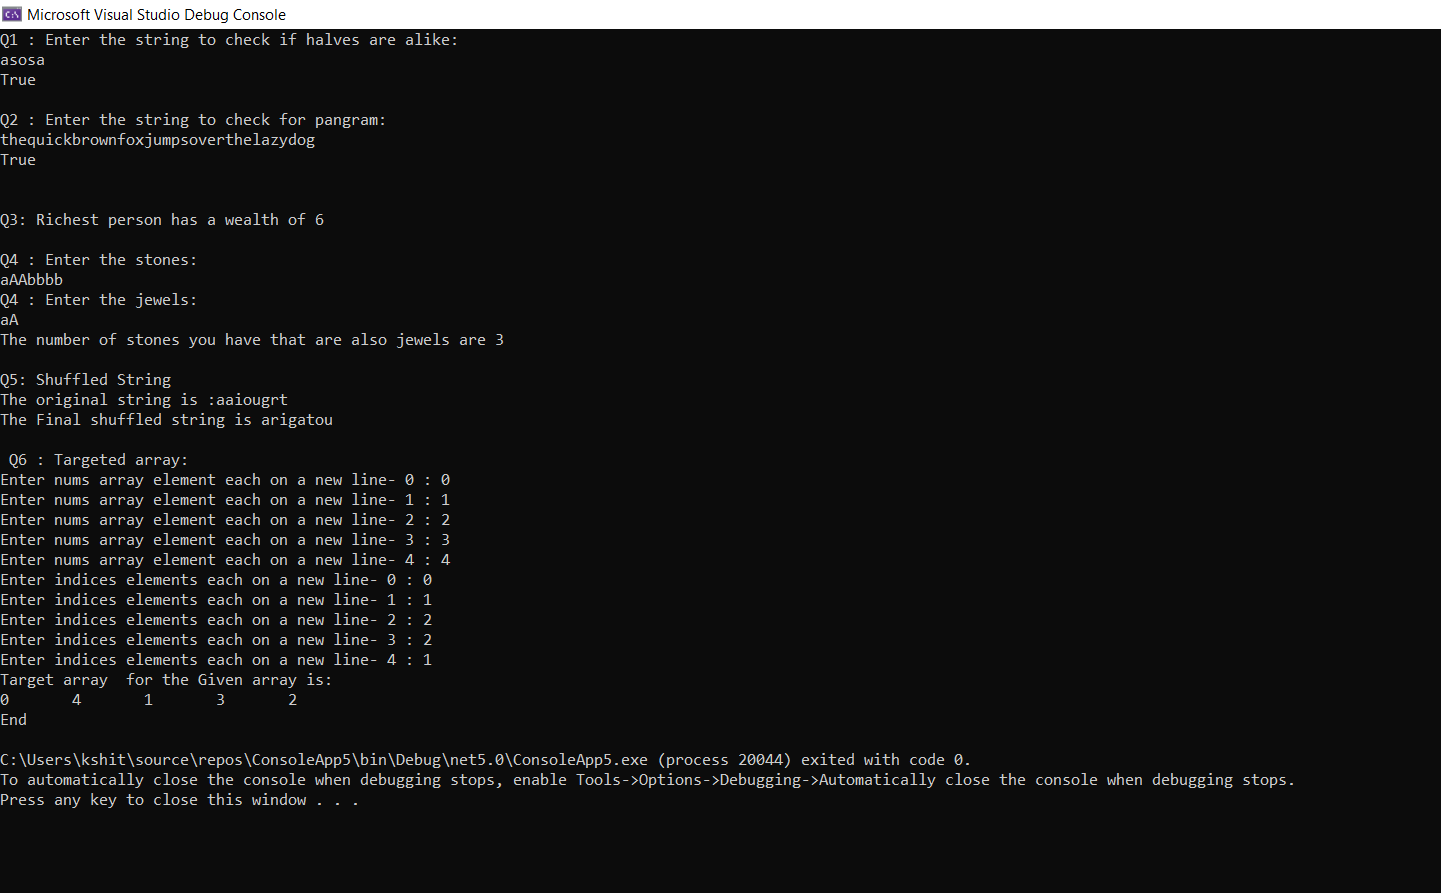 Microsoft Visual Studio Debug Console
Q1 : Enter the string to check if halves are alike:
asosa
True
Q2 : Enter the string to check for pangram:
thequickbrownfoxjumpsoverthelazydog
True
Q3: Richest person has a wealth of 6
Q4 : Enter the stones:
aAAbbbb
Q4 : Enter the jewels:
aA
The number of stones you have that are also jewels are 3
Q5: Shuffled String
The original string is :aaiougrt
The Final shuffled string is arigatou
Q6 : Targeted array:
Enter nums array element each on a new line- 0 : 0
Enter nums array element each on a new line- 1 : 1
Enter nums array element each on a new line- 2 : 2
Enter nums array element each on a new line- 3 : 3
Enter nums array element each on a new line- 4 : 4
Enter indices elements each on a new line- 0 : 0
Enter indices elements each on a new line- 1 : 1
Enter indices elements each on a new line- 2 : 2
Enter indices elements each on a new line- 3 : 2
Enter indices elements each on a new line- 4 : 1
Target array  for the Given array is:
0       4       1       3       2
End
C:\Users\kshit\source\repos\ConsoleApp5\bin\Debug\net5.0\ConsoleApp5.exe (process 20044) exited with code 0.
To automatically close the console when debugging stops, enable Tools->Options->Debugging->Automatically close the console when debugging stops.
Press any key to close this window . . .